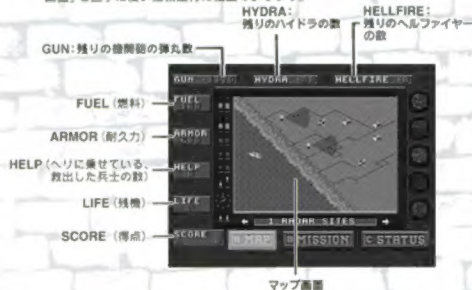 HYDRA:
残りのハイドラの数
HELLFIRE:
残りのヘルファイヤー
の数
GUN:残りの機関砲の弾丸数
GUN
HYDRA
HELLFIRE
FUEL(燃料)
FUEL
ARMOR(耐久力)
ARMOR
HELP(ヘリに乗せている、
救出した兵士の数)
HELP
LIFE(残機)
LIFE
SCORE(得点)
SCORE
← 1 RADAR SITES →
MAP
B MISSION
C STATUS
マップ画面